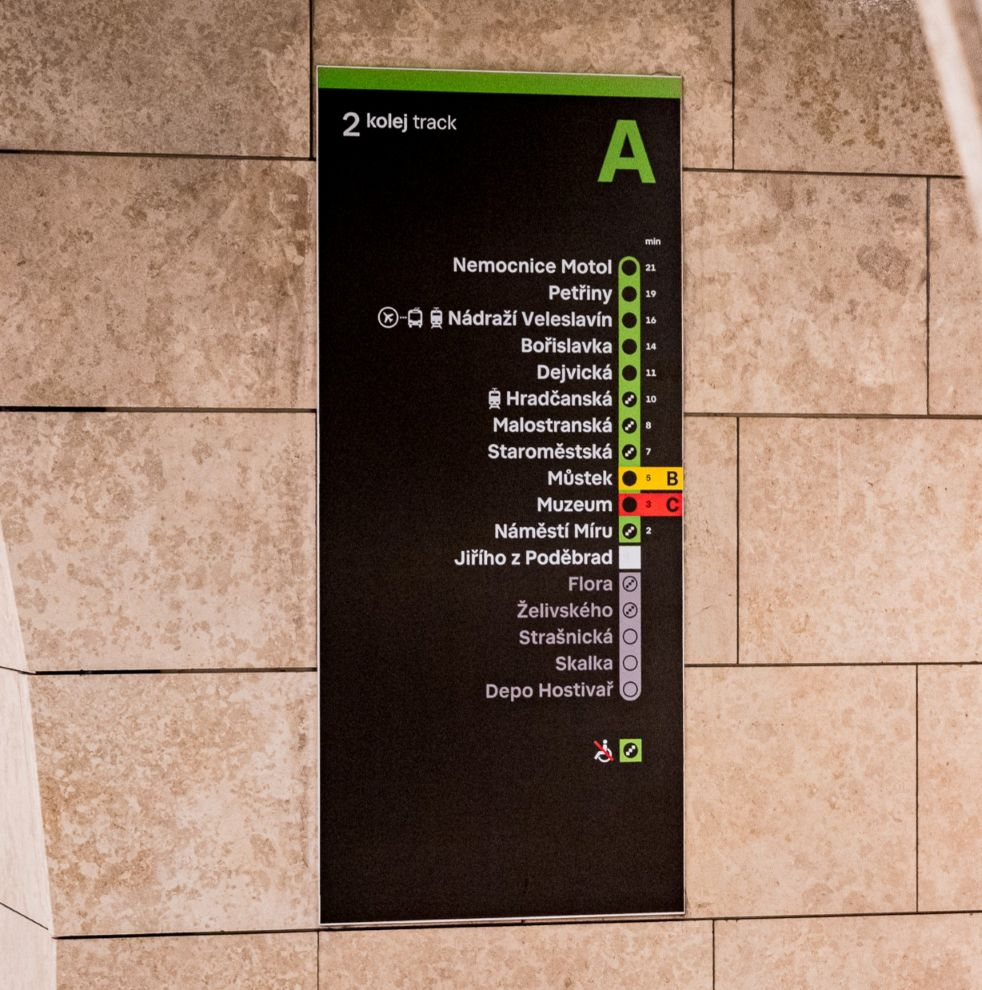 2 kolej track
A
min
Nemocnice Motol 21
Petřiny 19
Nádraží Veleslavín 16
Bořislavka 14
Dejvická 11
Hradčanská 10
Malostranská 8
Staroměstská 7
Můstek 5 B
Muzeum 3 C
Náměstí Míru 2
Jiřího z Poděbrad
Flora
Želivského
Strašnická
Skalka
Depo Hostivař